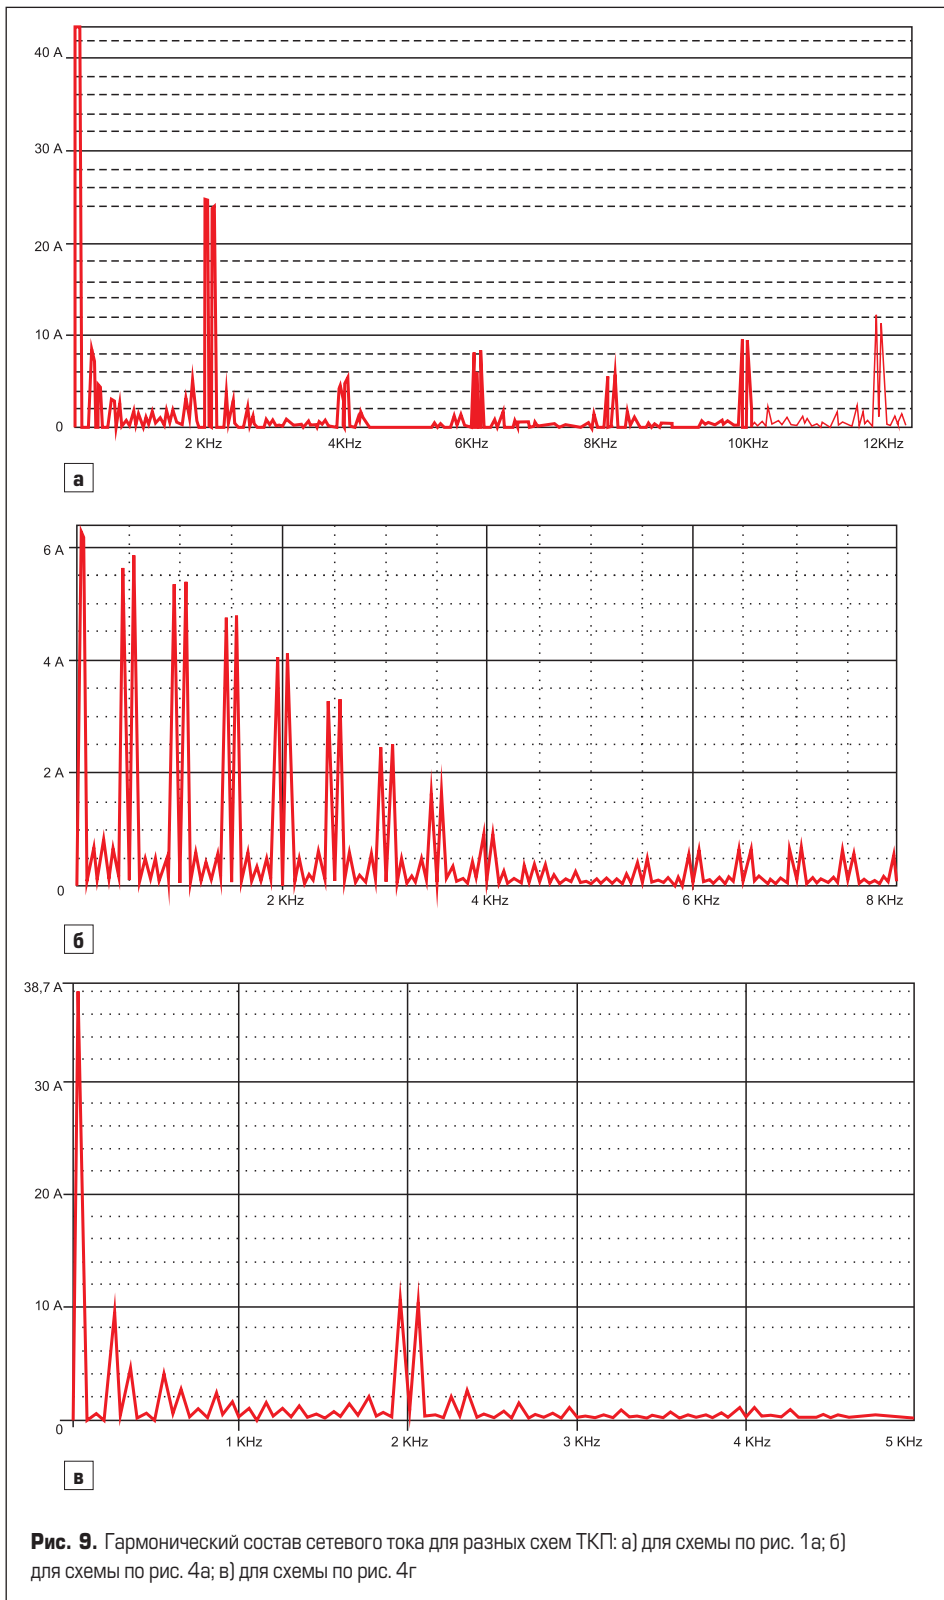 40 A
30 A
20 A
10 A
0
2 KHz 4KHz 6KHz 8KHz 10KHz 12KHz
а
6 A
4 A
2 A
0
2 KHz 4 KHz 6 KHz 8 KHz
б
38,7 A
30 A
20 A
10 A
0
1 KHz 2 KHz 3 KHz 4 KHz 5 KHz
в
Рис. 9. Гармонический состав сетевого тока для разных схем ТКП: а) для схемы по рис. 1а; б)
для схемы по рис. 4а; в) для схемы по рис. 4г